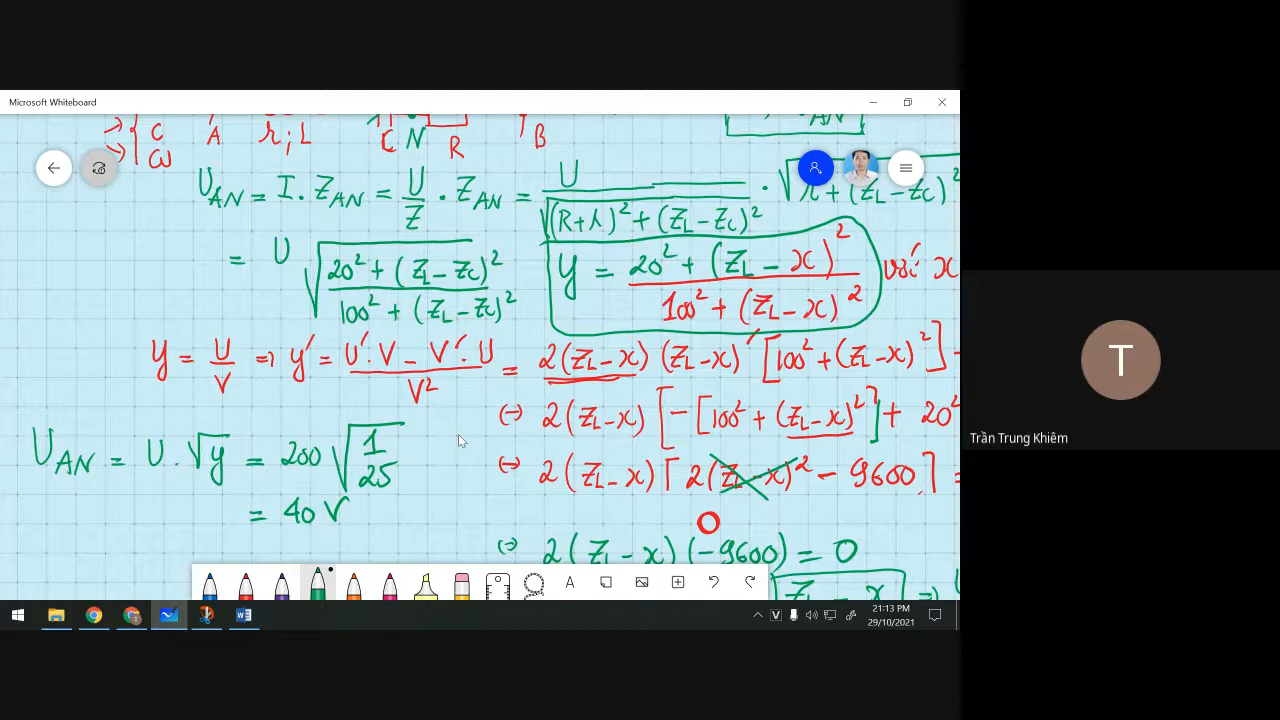 Microsoft Whiteboard
C A r; L C N R B
ω
U_AN = I . Z_AN = U/Z . Z_AN = U/√((R+r)² + (Z_L - Z_C)²) . √(r + (Z_L - Z_C)²
= U √((20² + (Z_L - Z_C)²)/(100² + (Z_L - Z_C)²))
y = (20² + (Z_L - x)²)/(100² + (Z_L - x)²) với x
y = U/V => y' = (U'.V - V'.U)/V² = 2(Z_L - x)(Z_L - x)'[100² + (Z_L - x)²] -
(-) 2(Z_L - x)[-[100² + (Z_L - x)²] + 20²
(-) 2(Z_L - x)[2(Z_L - x)² - 9600] =
0
(-) 2(Z_L - x)(-9600) = 0
Z_L - x =>
U_AN = U . √y = 200 √(1/25)
= 40 V
T
Trần Trung Khiêm
A
V
21:13 PM
29/10/2021